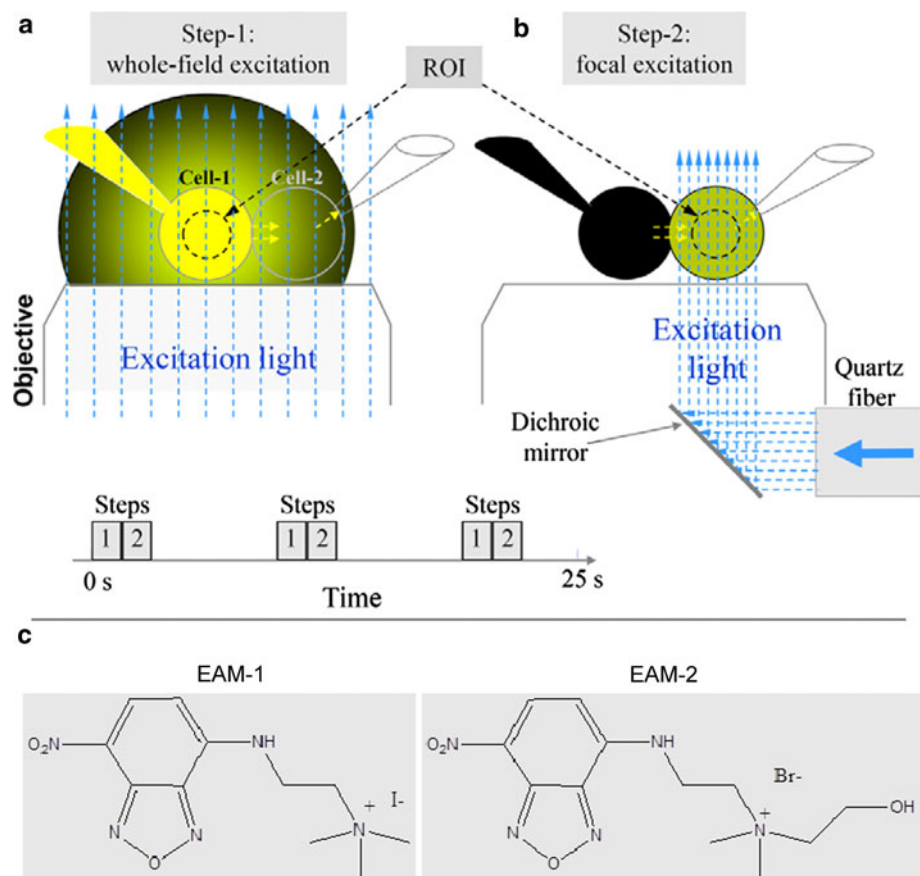 a
Step-1:
whole-field excitation
ROI
b
Step-2:
focal excitation
Cell-1
Cell-2
Objective
Excitation light
Excitation
light
Quartz
fiber
Dichroic
mirror
Steps
1 2
Steps
1 2
Steps
1 2
0 s
25 s
Time
c
EAM-1
EAM-2
O₂N
NH
N
O
N
+
N
I-
O₂N
NH
N
O
N
Br-
+
N
OH